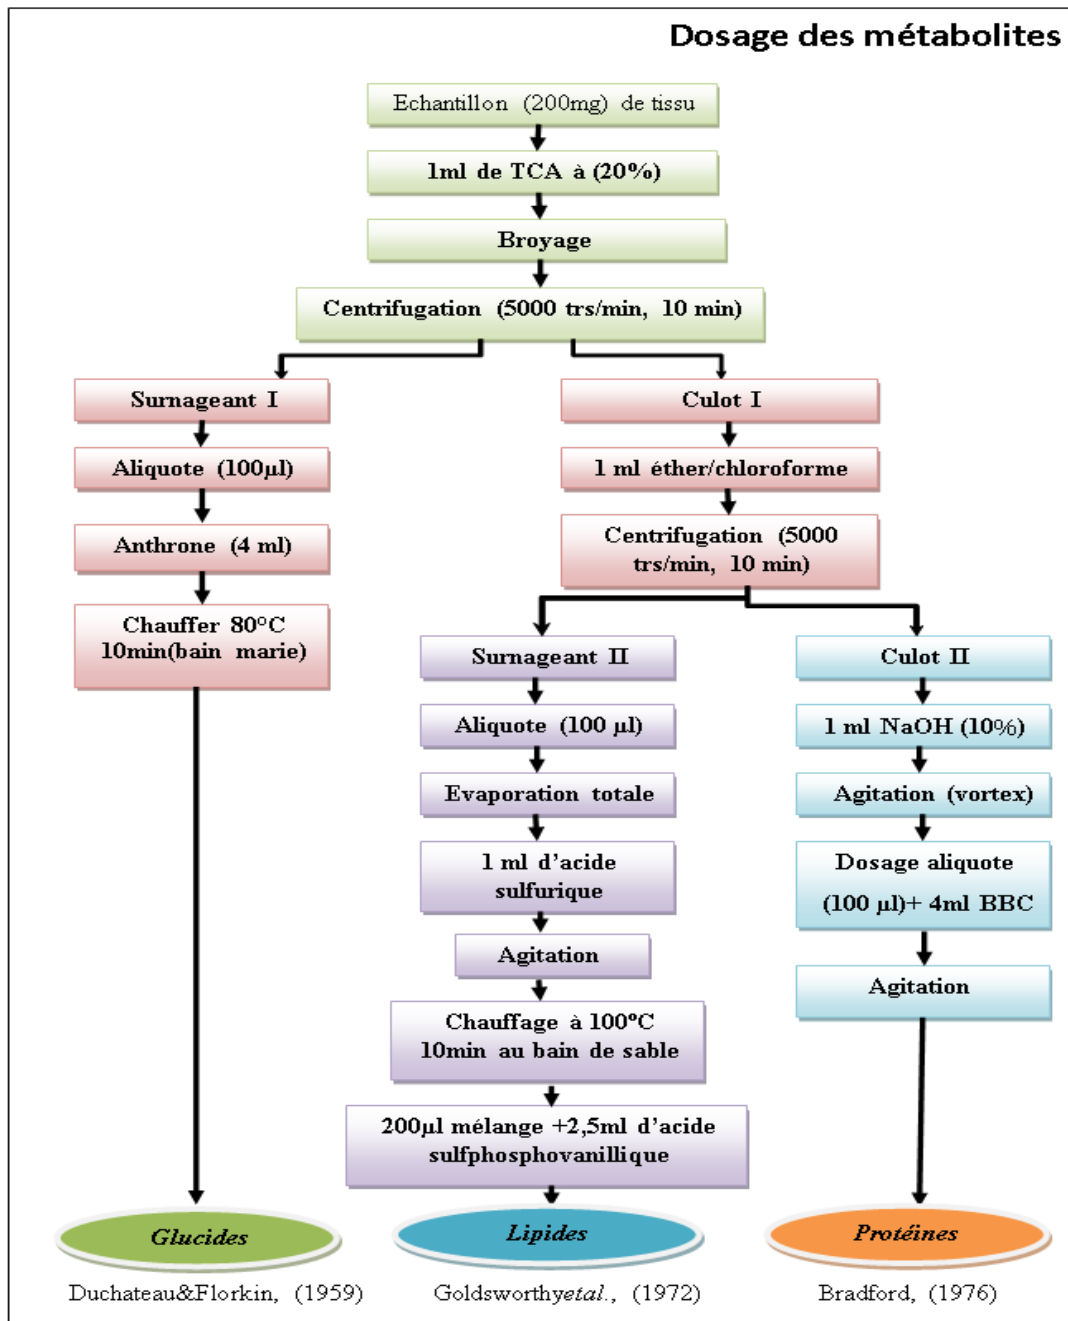 Dosage des métabolites
Echantillon (200mg) de tissu
1ml de TCA à (20%)
Broyage
Centrifugation (5000 trs/min, 10 min)
Surnageant I
Aliquote (100µl)
Anthrone (4 ml)
Chauffer 80°C
10min(bain marie)
Culot I
1 ml éther/chloroforme
Centrifugation (5000
trs/min, 10 min)
Surnageant II
Aliquote (100 µl)
Evaporation totale
1 ml d'acide
sulfurique
Agitation
Chauffage à 100°C
10min au bain de sable
200µl mélange +2,5ml d'acide
sulfphosphovanillique
Culot II
1 ml NaOH (10%)
Agitation (vortex)
Dosage aliquote
(100 µl)+ 4ml BBC
Agitation
Glucides
Lipides
Protéines
Duchateau&Florkin, (1959)
Goldsworthyetal., (1972)
Bradford, (1976)